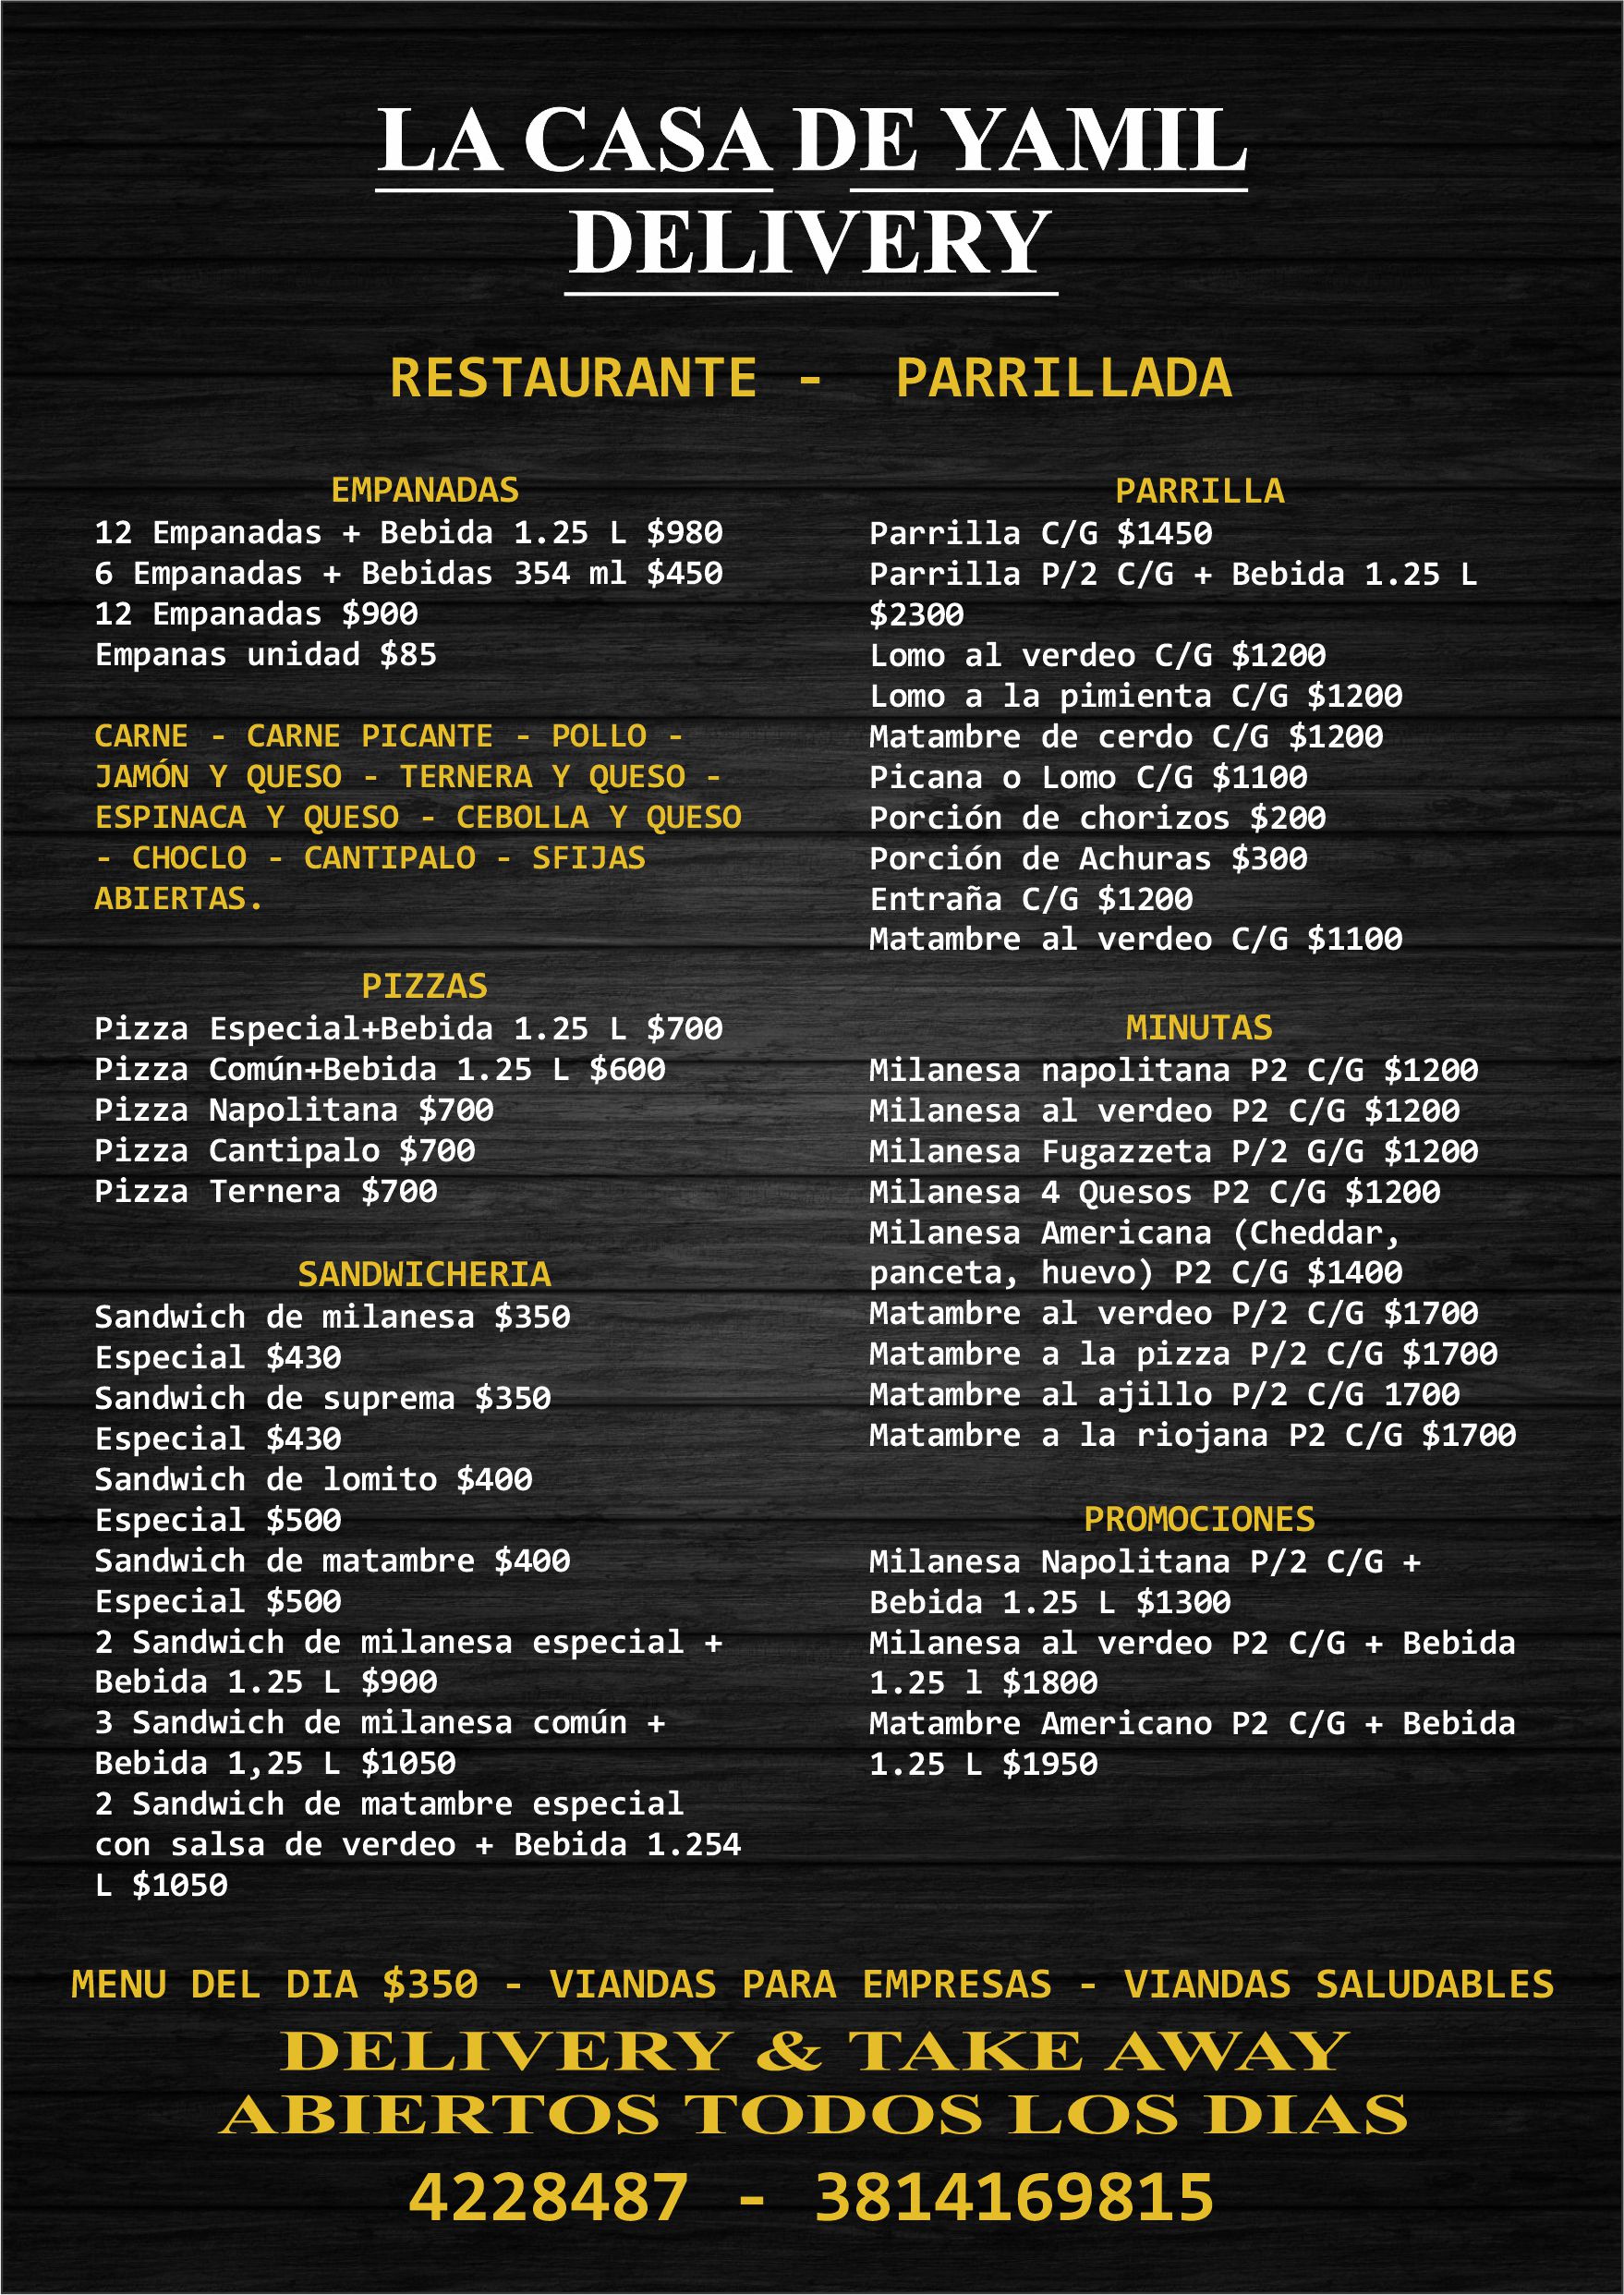 LA CASA DE YAMIL
DELIVERY
RESTAURANTE - PARRILLADA
EMPANADAS
12 Empanadas + Bebida 1.25 L $980
6 Empanadas + Bebidas 354 ml $450
12 Empanadas $900
Empanas unidad $85
CARNE - CARNE PICANTE - POLLO -
JAMÓN Y QUESO - TERNERA Y QUESO -
ESPINACA Y QUESO - CEBOLLA Y QUESO
- CHOCLO - CANTIPALO - SFIJAS
ABIERTAS.
PIZZAS
Pizza Especial+Bebida 1.25 L $700
Pizza Común+Bebida 1.25 L $600
Pizza Napolitana $700
Pizza Cantipalo $700
Pizza Ternera $700
SANDWICHERIA
Sandwich de milanesa $350
Especial $430
Sandwich de suprema $350
Especial $430
Sandwich de lomito $400
Especial $500
Sandwich de matambre $400
Especial $500
2 Sandwich de milanesa especial +
Bebida 1.25 L $900
3 Sandwich de milanesa común +
Bebida 1,25 L $1050
2 Sandwich de matambre especial
con salsa de verdeo + Bebida 1.254
L $1050
PARRILLA
Parrilla C/G $1450
Parrilla P/2 C/G + Bebida 1.25 L
$2300
Lomo al verdeo C/G $1200
Lomo a la pimienta C/G $1200
Matambre de cerdo C/G $1200
Picana o Lomo C/G $1100
Porción de chorizos $200
Porción de Achuras $300
Entraña C/G $1200
Matambre al verdeo C/G $1100
MINUTAS
Milanesa napolitana P2 C/G $1200
Milanesa al verdeo P2 C/G $1200
Milanesa Fugazzeta P/2 G/G $1200
Milanesa 4 Quesos P2 C/G $1200
Milanesa Americana (Cheddar,
panceta, huevo) P2 C/G $1400
Matambre al verdeo P/2 C/G $1700
Matambre a la pizza P/2 C/G $1700
Matambre al ajillo P/2 C/G 1700
Matambre a la riojana P2 C/G $1700
PROMOCIONES
Milanesa Napolitana P/2 C/G +
Bebida 1.25 L $1300
Milanesa al verdeo P2 C/G + Bebida
1.25 l $1800
Matambre Americano P2 C/G + Bebida
1.25 L $1950
MENU DEL DIA $350 - VIANDAS PARA EMPRESAS - VIANDAS SALUDABLES
DELIVERY & TAKE AWAY
ABIERTOS TODOS LOS DIAS
4228487 - 3814169815